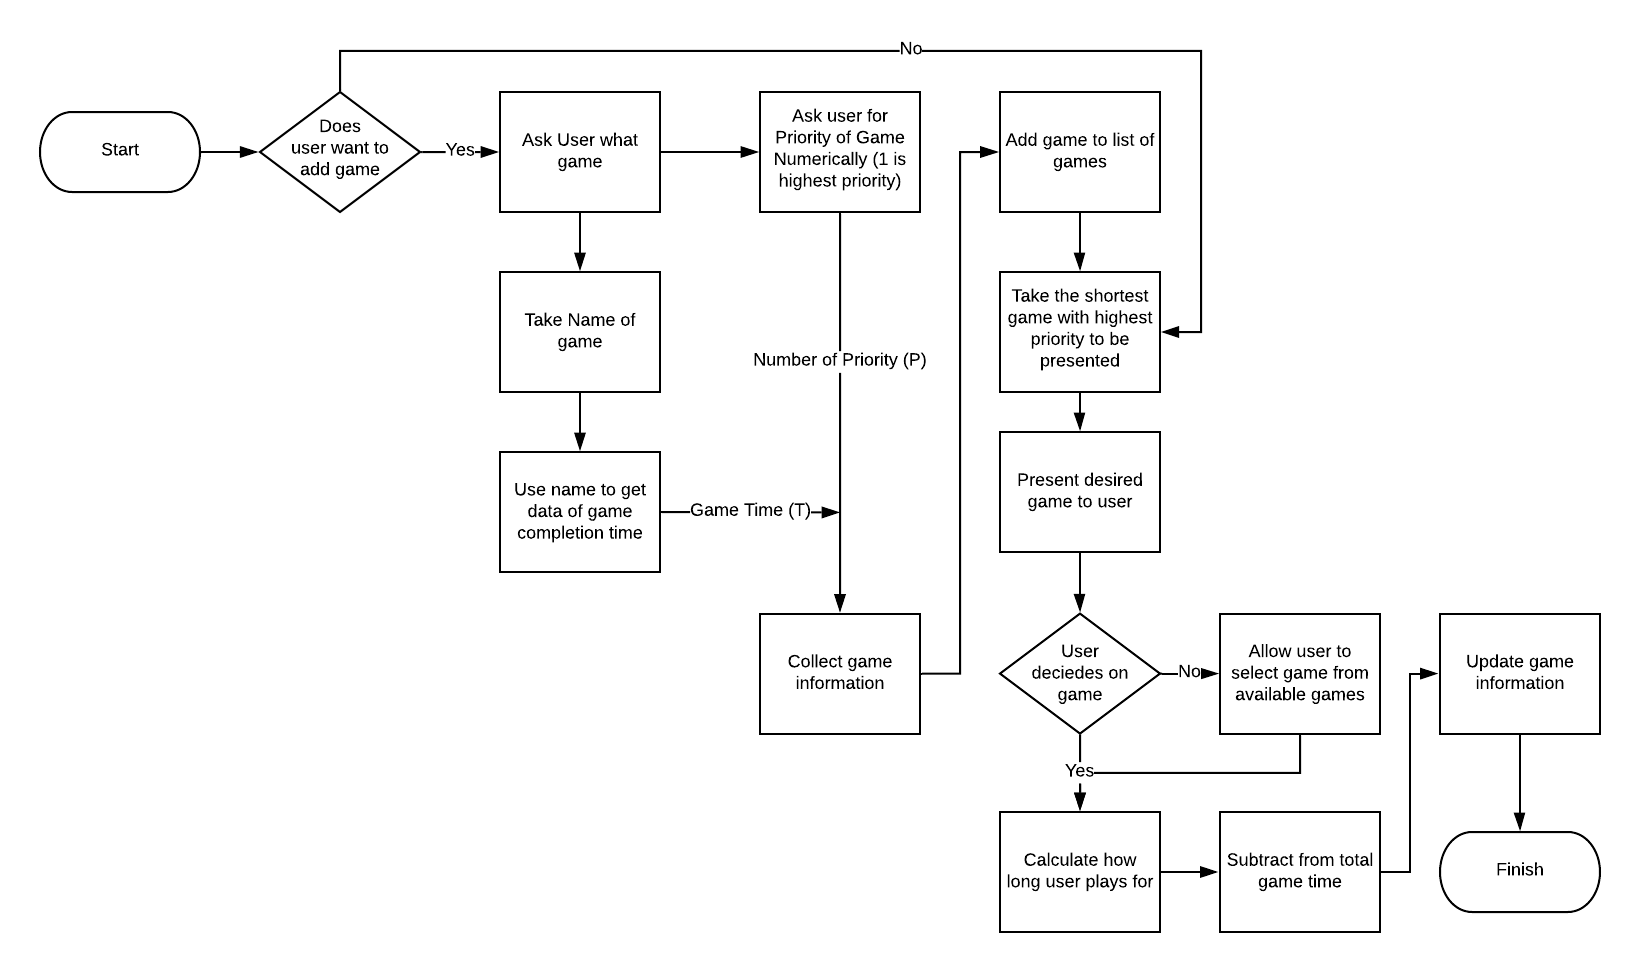 No
Start
Does
user want to
add game
Yes
Ask User what
game
Ask user for
Priority of Game
Numerically (1 is
highest priority)
Add game to list of
games
Take Name of
game
Take the shortest
game with highest
priority to be
presented
Number of Priority (P)
Use name to get
data of game
completion time
Game Time (T)
Present desired
game to user
Collect game
information
User
deciedes on
game
No
Allow user to
select game from
available games
Update game
information
Yes
Calculate how
long user plays for
Subtract from total
game time
Finish